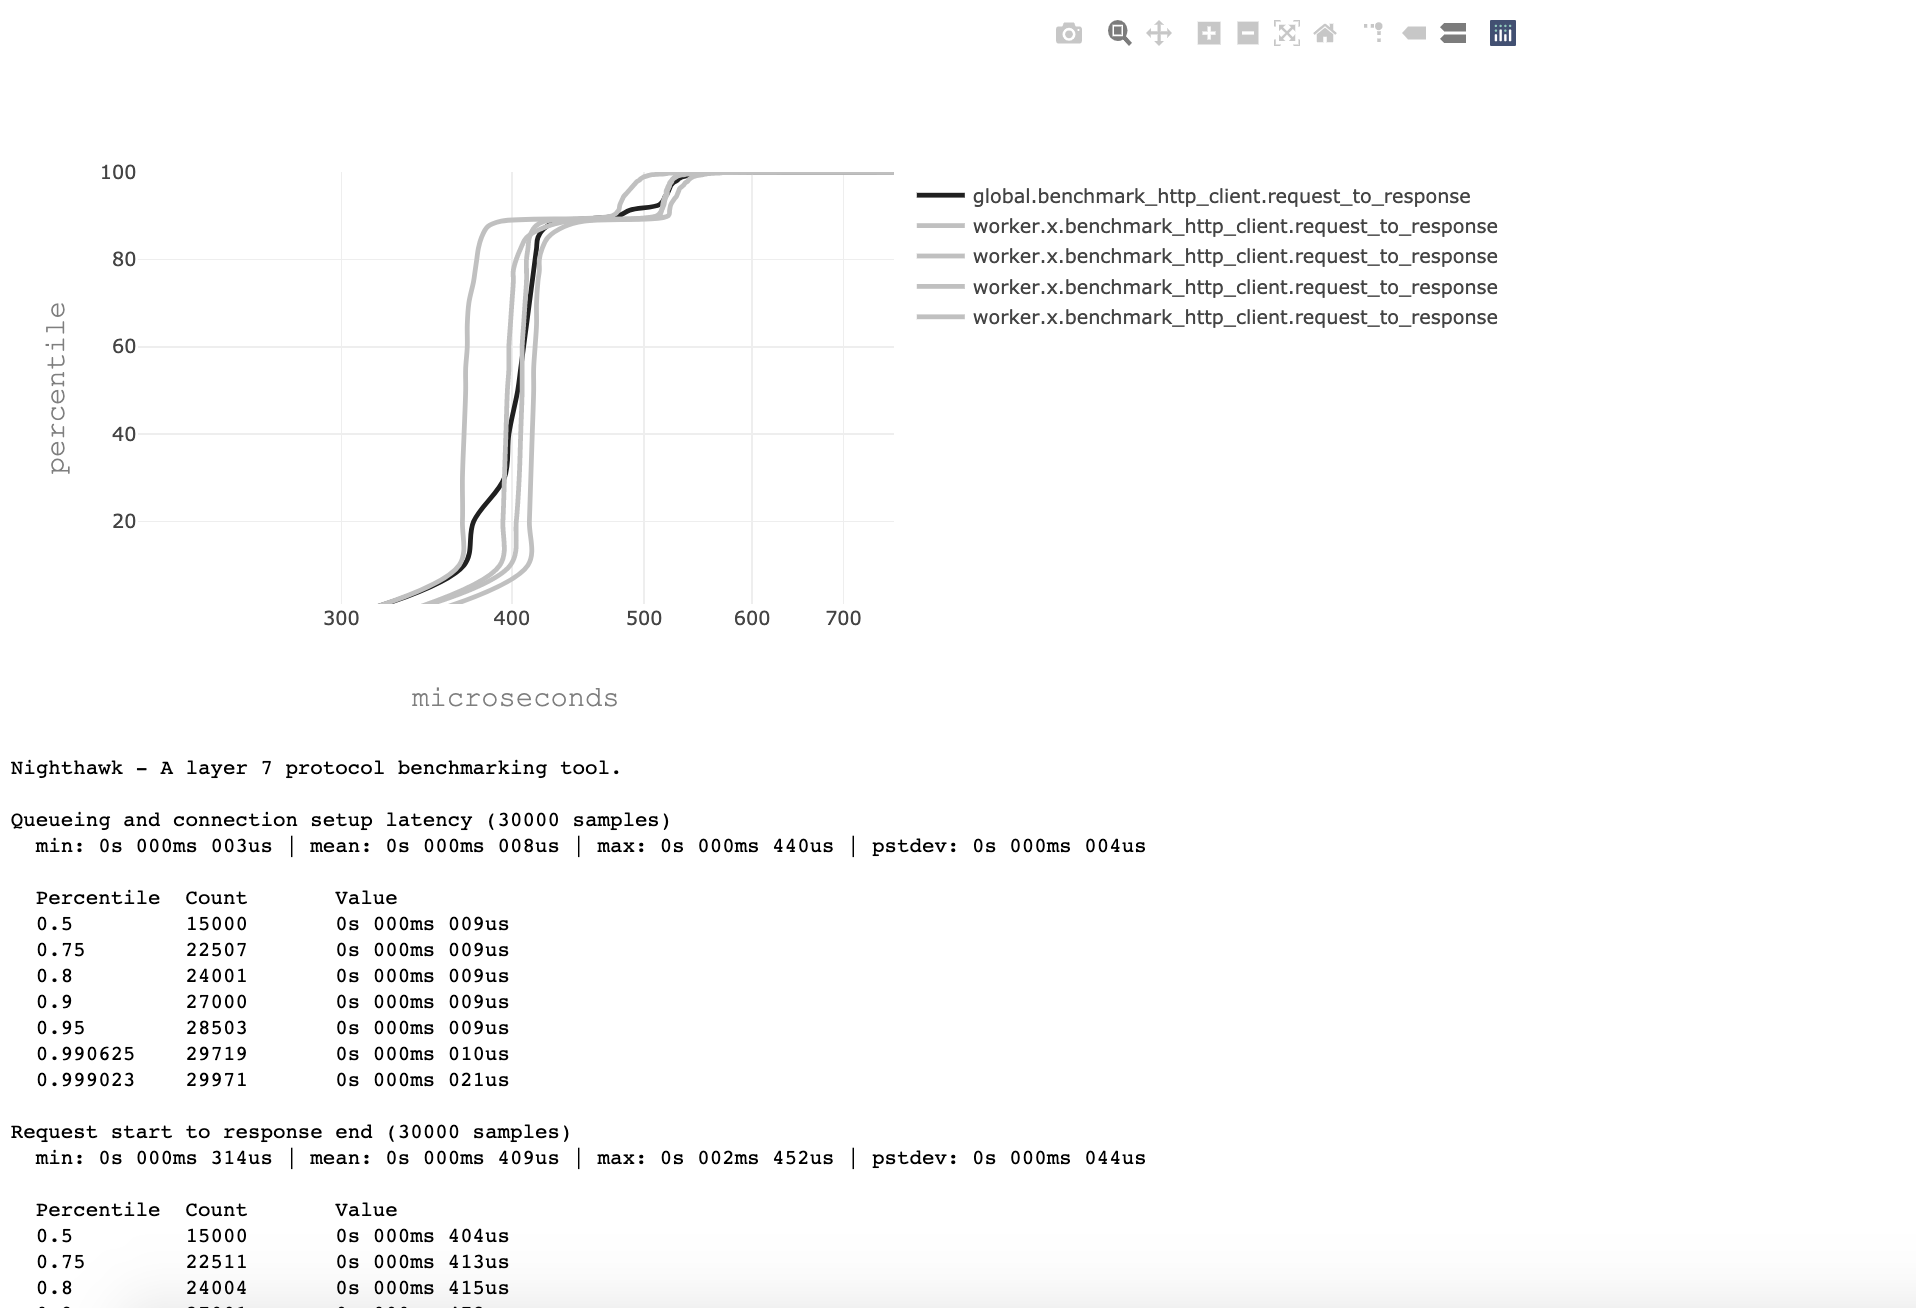 100
80
60
40
20
percentile
300 400 500 600 700
microseconds
global.benchmark_http_client.request_to_response
worker.x.benchmark_http_client.request_to_response
worker.x.benchmark_http_client.request_to_response
worker.x.benchmark_http_client.request_to_response
worker.x.benchmark_http_client.request_to_response
Nighthawk - A layer 7 protocol benchmarking tool.
Queueing and connection setup latency (30000 samples)
min: 0s 000ms 003us | mean: 0s 000ms 008us | max: 0s 000ms 440us | pstdev: 0s 000ms 004us
Percentile Count Value
0.5 15000 0s 000ms 009us
0.75 22507 0s 000ms 009us
0.8 24001 0s 000ms 009us
0.9 27000 0s 000ms 009us
0.95 28503 0s 000ms 009us
0.990625 29719 0s 000ms 010us
0.999023 29971 0s 000ms 021us
Request start to response end (30000 samples)
min: 0s 000ms 314us | mean: 0s 000ms 409us | max: 0s 002ms 452us | pstdev: 0s 000ms 044us
Percentile Count Value
0.5 15000 0s 000ms 404us
0.75 22511 0s 000ms 413us
0.8 24004 0s 000ms 415us